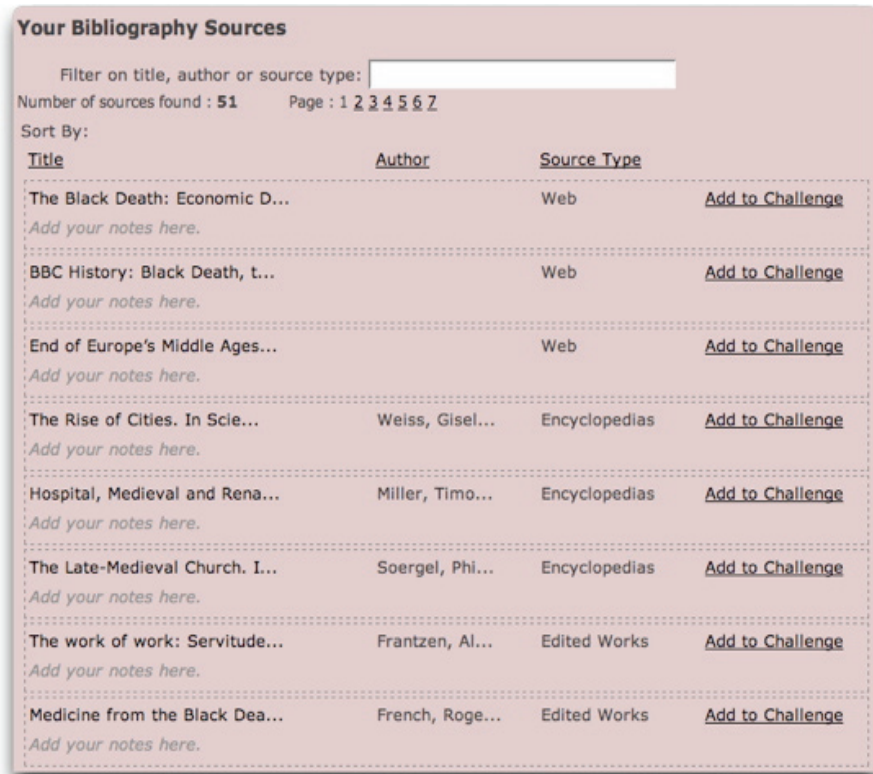 Your Bibliography Sources
Filter on title, author or source type:
Number of sources found : 51 Page : 1 2 3 4 5 6 7
Sort By:
Title Author Source Type
The Black Death: Economic D... Web Add to Challenge
Add your notes here.
BBC History: Black Death, t... Web Add to Challenge
Add your notes here.
End of Europe's Middle Ages... Web Add to Challenge
Add your notes here.
The Rise of Cities. In Scie... Weiss, Gisel... Encyclopedias Add to Challenge
Add your notes here.
Hospital, Medieval and Rena... Miller, Timo... Encyclopedias Add to Challenge
Add your notes here.
The Late-Medieval Church. I... Soergel, Phi... Encyclopedias Add to Challenge
Add your notes here.
The work of work: Servitude... Frantzen, Al... Edited Works Add to Challenge
Add your notes here.
Medicine from the Black Dea... French, Roge... Edited Works Add to Challenge
Add your notes here.